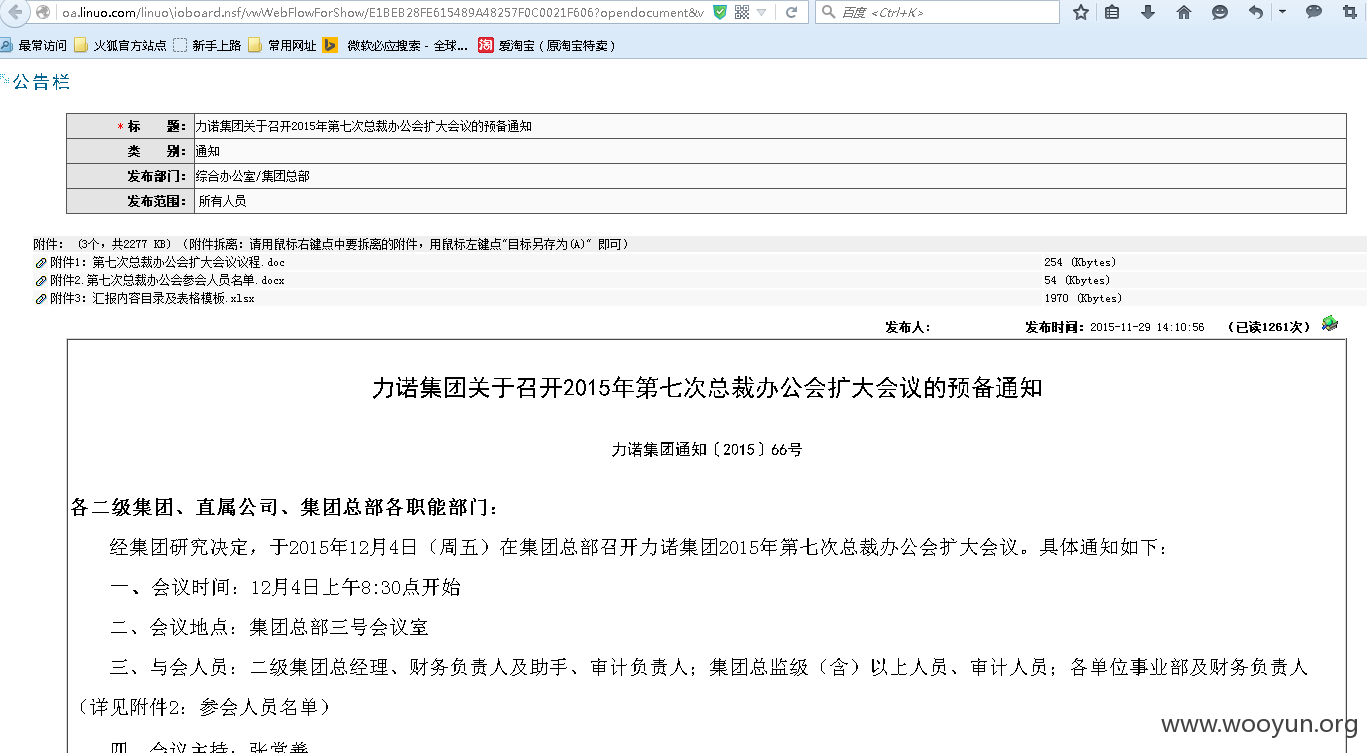 oa.linuo.com/linuo\ioboard.nsf/vwWebFlowForShow/E1BEB28FE615489A48257F0C0021F606?opendocument&v
百度 <Ctrl+K>
最常访问 火狐官方站点 新手上路 常用网址 微软必应搜索 - 全球... 淘 爱淘宝（原淘宝特卖）
公告栏
* 标 题： 力诺集团关于召开2015年第七次总裁办公会扩大会议的预备通知
类 别： 通知
发布部门： 综合办公室/集团总部
发布范围： 所有人员
附件：（3个，共2277 KB）（附件拆离：请用鼠标右键点中要拆离的附件，用鼠标左键点"目标另存为(A)" 即可）
附件1：第七次总裁办公会扩大会议议程.doc 254 (Kbytes)
附件2.第七次总裁办公会参会人员名单.docx 54 (Kbytes)
附件3：汇报内容目录及表格模板.xlsx 1970 (Kbytes)
发布人： 发布时间：2015-11-29 14:10:56 （已读1261次）
力诺集团关于召开2015年第七次总裁办公会扩大会议的预备通知
力诺集团通知〔2015〕66号
各二级集团、直属公司、集团总部各职能部门：
经集团研究决定，于2015年12月4日（周五）在集团总部召开力诺集团2015年第七次总裁办公会扩大会议。具体通知如下：
一、会议时间：12月4日上午8:30点开始
二、会议地点：集团总部三号会议室
三、与会人员：二级集团总经理、财务负责人及助手、审计负责人；集团总监级（含）以上人员、审计人员；各单位事业部及财务负责人
（详见附件2：参会人员名单）
四、会议主持：张常善
www.wooyun.org